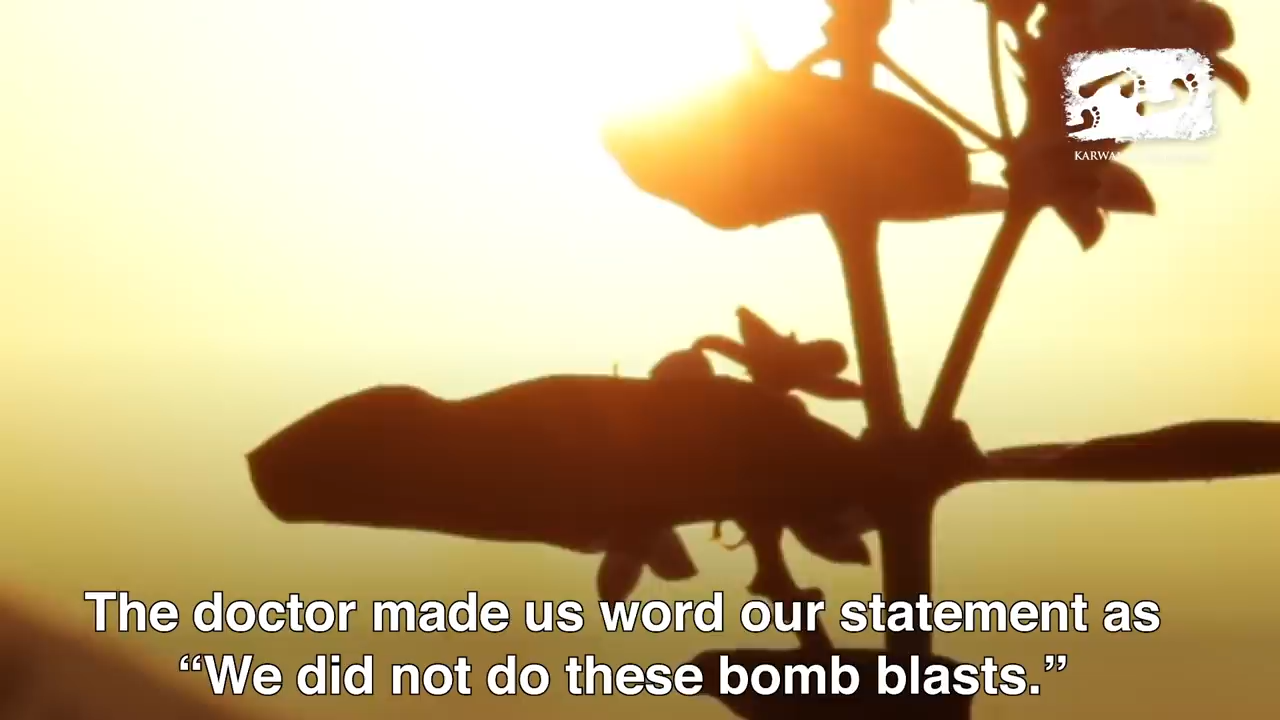 The doctor made us word our statement as
“We did not do these bomb blasts.”